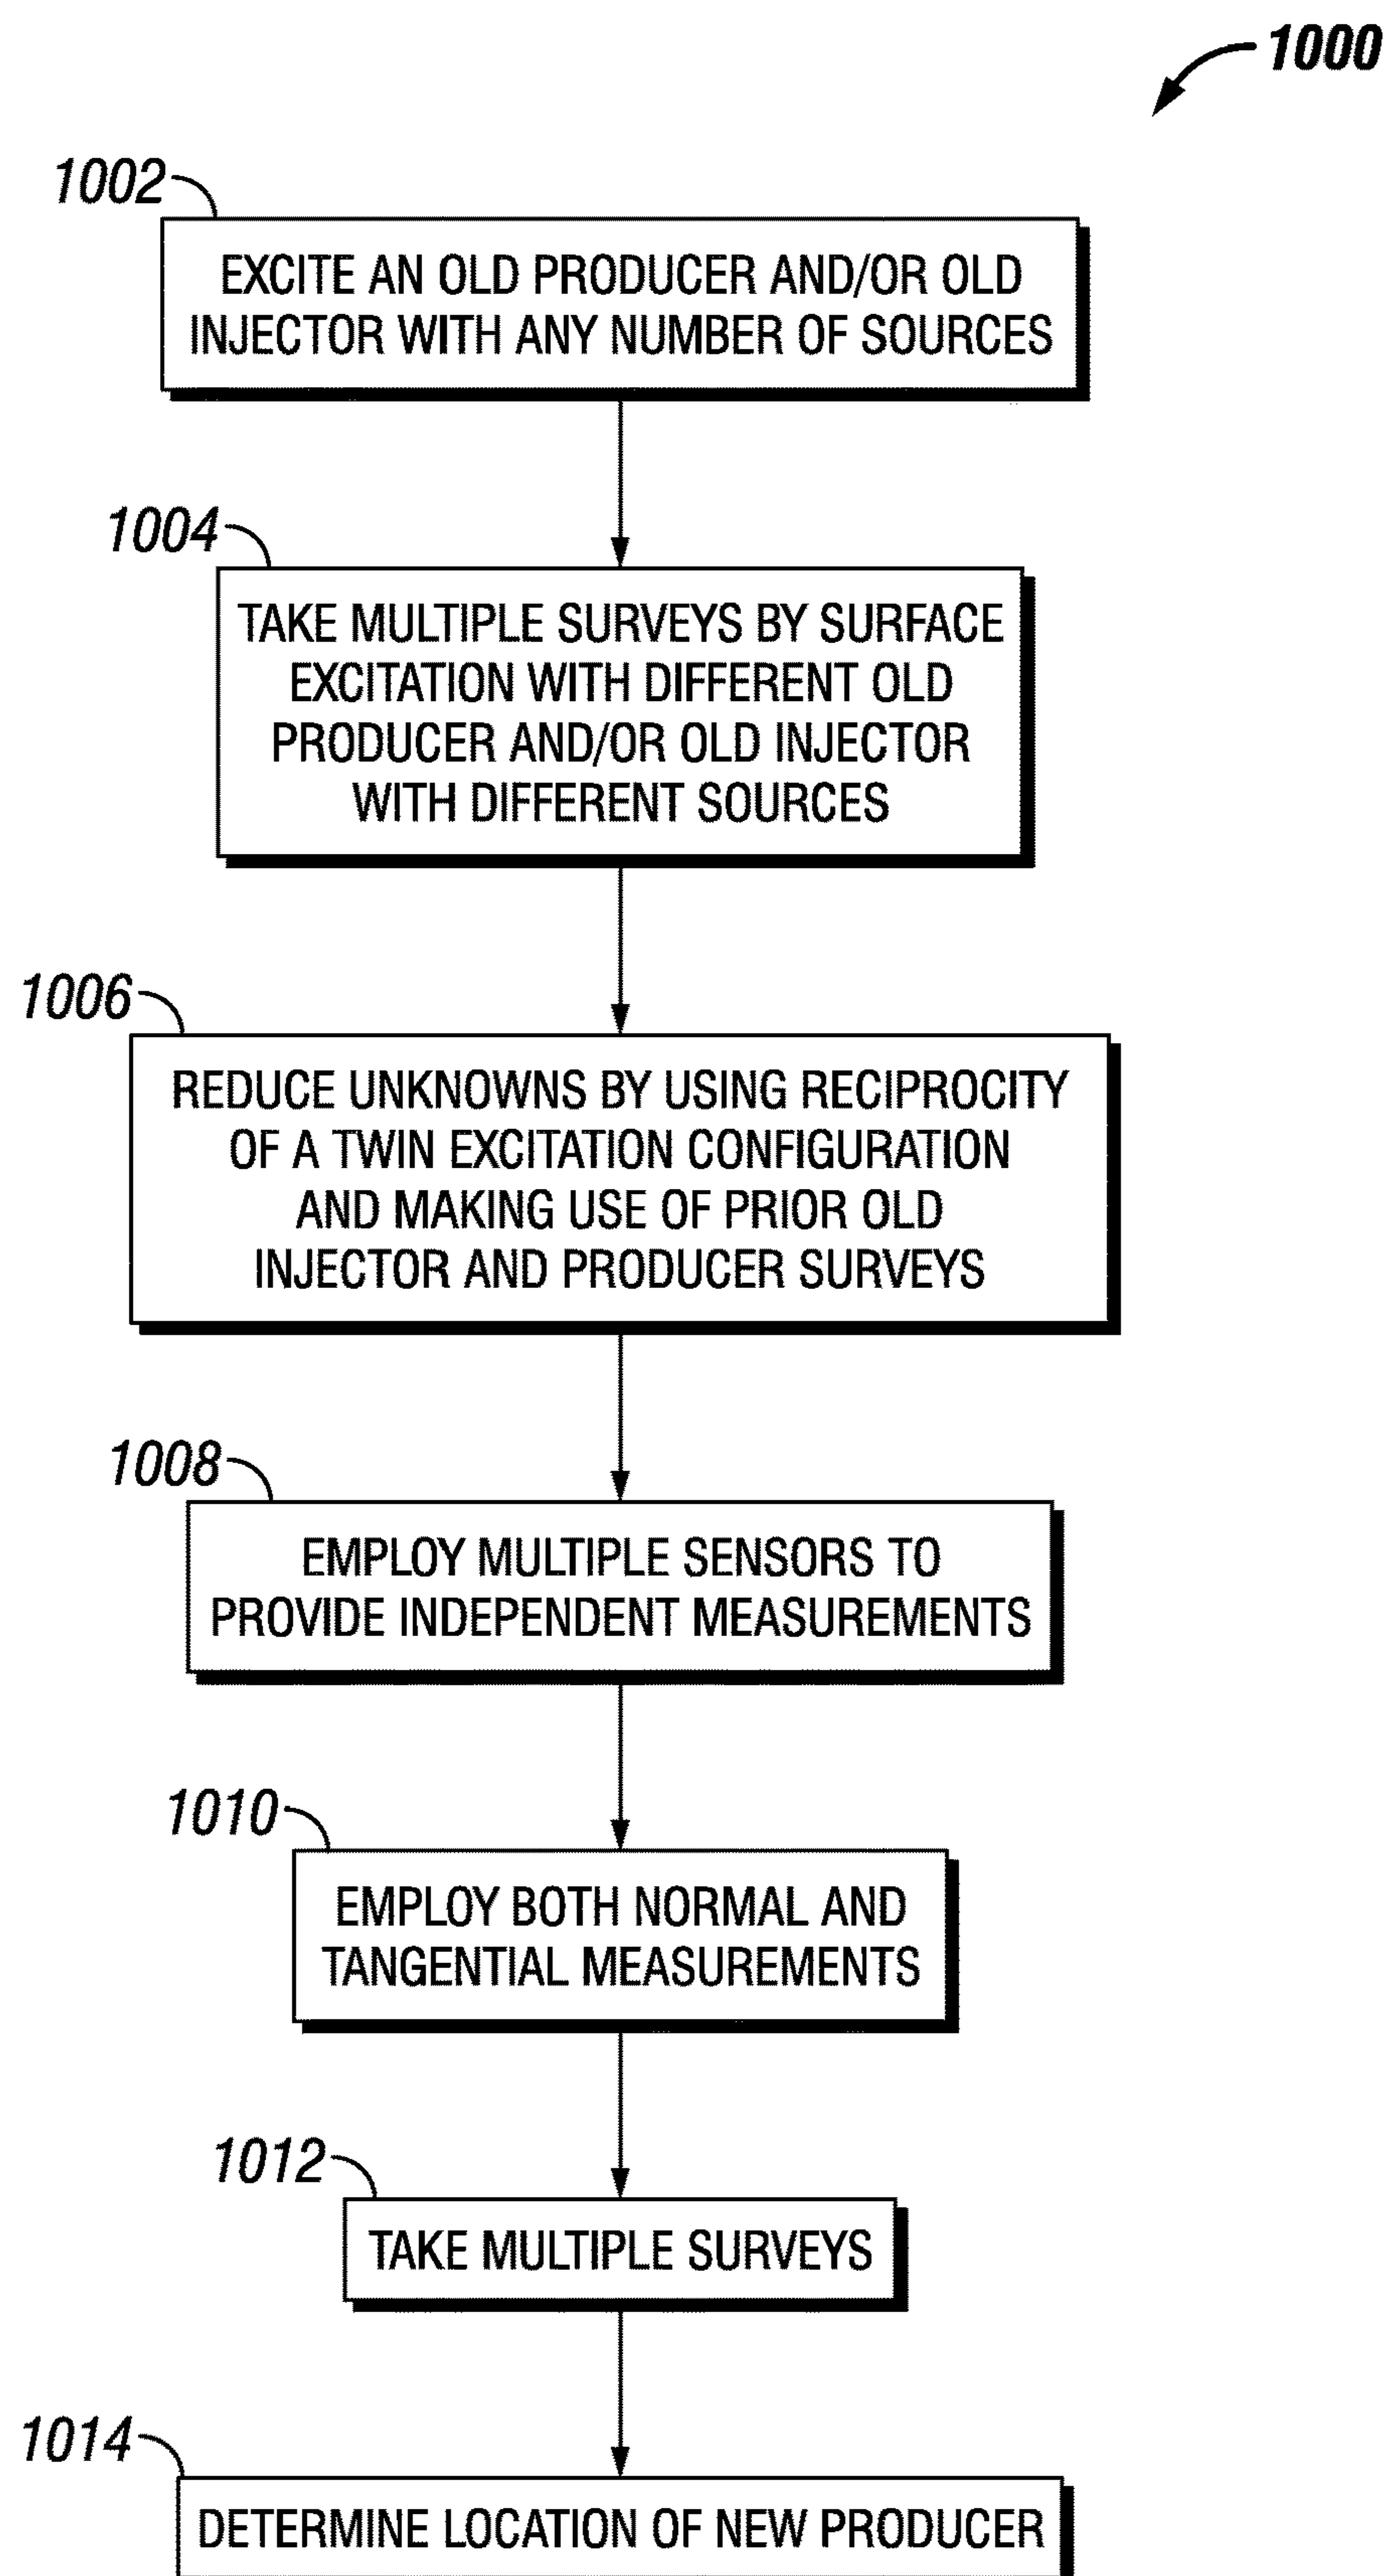 1000
1002
EXCITE AN OLD PRODUCER AND/OR OLD
INJECTOR WITH ANY NUMBER OF SOURCES
1004
TAKE MULTIPLE SURVEYS BY SURFACE
EXCITATION WITH DIFFERENT OLD
PRODUCER AND/OR OLD INJECTOR
WITH DIFFERENT SOURCES
1006
REDUCE UNKNOWNS BY USING RECIPROCITY
OF A TWIN EXCITATION CONFIGURATION
AND MAKING USE OF PRIOR OLD
INJECTOR AND PRODUCER SURVEYS
1008
EMPLOY MULTIPLE SENSORS TO
PROVIDE INDEPENDENT MEASUREMENTS
1010
EMPLOY BOTH NORMAL AND
TANGENTIAL MEASUREMENTS
1012
TAKE MULTIPLE SURVEYS
1014
DETERMINE LOCATION OF NEW PRODUCER